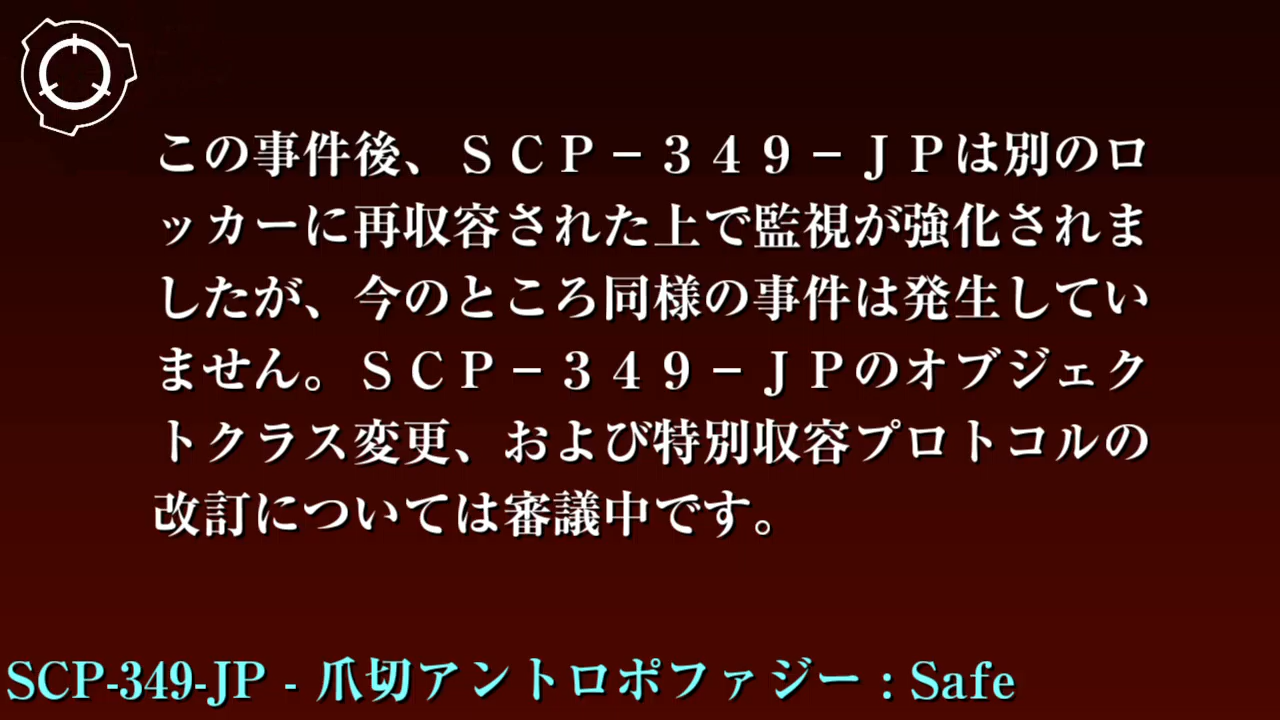 この事件後、ＳＣＰ－３４９－ＪＰは別のロ
ッカーに再収容された上で監視が強化されま
したが、今のところ同様の事件は発生してい
ません。ＳＣＰ－３４９－ＪＰのオブジェク
トクラス変更、および特別収容プロトコルの
改訂については審議中です。
SCP-349-JP - 爪切アントロポファジー : Safe